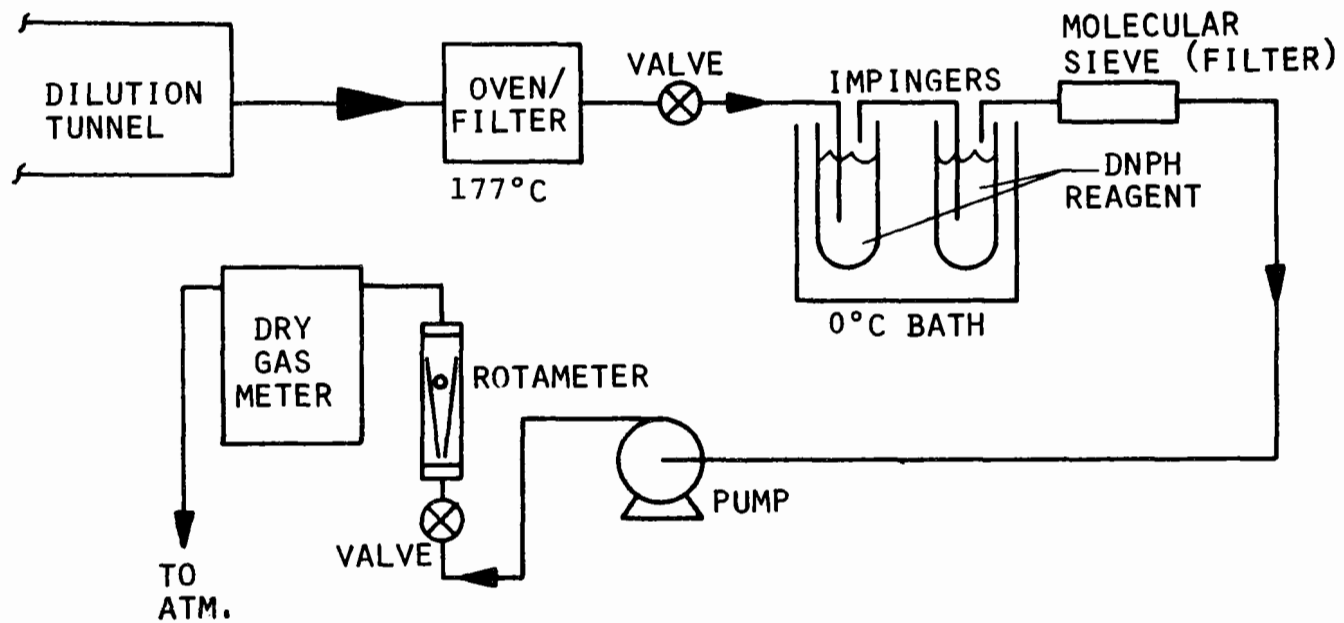 DILUTION
TUNNEL
OVEN/
FILTER
177°C
VALVE
IMPINGERS
MOLECULAR
SIEVE (FILTER)
DNPH
REAGENT
0°C BATH
DRY
GAS
METER
ROTAMETER
PUMP
VALVE
TO
ATM.